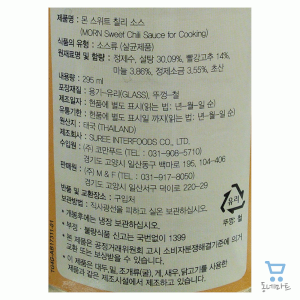 제품명 : 몬 스위트 칠리 소스
(MORN Sweet Chili Sauce for Cooking)
식품의 유형 : 소스류 (살균제품)
원재료명 및 함량 : 정제수, 설탕 30.09%, 빨강고추 14%,
마늘 3.86%, 정제소금 3.55%, 초산
내용량 : 295 ml
포장재질 : 용기-유리(GLASS), 뚜껑-철
제조일자 : 현품에 별도 표시(읽는 법: 년-월-일 순)
유통기한 : 현품에 별도 표시일 까지(읽는 법: 년-월-일 순)
원산지 : 태국 (THAILAND)
제조회사 : SUREE INTERFOODS CO., LTD.
수입원 : (주) 코만푸드 (TEL : 031-908-5710)
경기도 고양시 일산동구 백마로 195, 104-406
판매원 : (주) M & F (TEL : 031-917-8050)
경기도 고양시 일산서구 덕이로 220-29
반품 및 교환장소 : 구입처
보관방법 : 직사광선을 피하고 실온 보관하십시오.
• 개봉후에는 냉장 보관하십시오.
• 부정ㆍ불량식품 신고는 국번없이 1399
• 본 제품은 공정거래위원회 고시 소비자분쟁해결기준에 의거
교환 또는 보상받을 수 있습니다.
• 이 제품은 대두,밀,조개류(굴),게,새우,닭고기를 사용한
제품과 같은 제조시설에서 제조하고 있습니다.
유리
뚜껑: 철